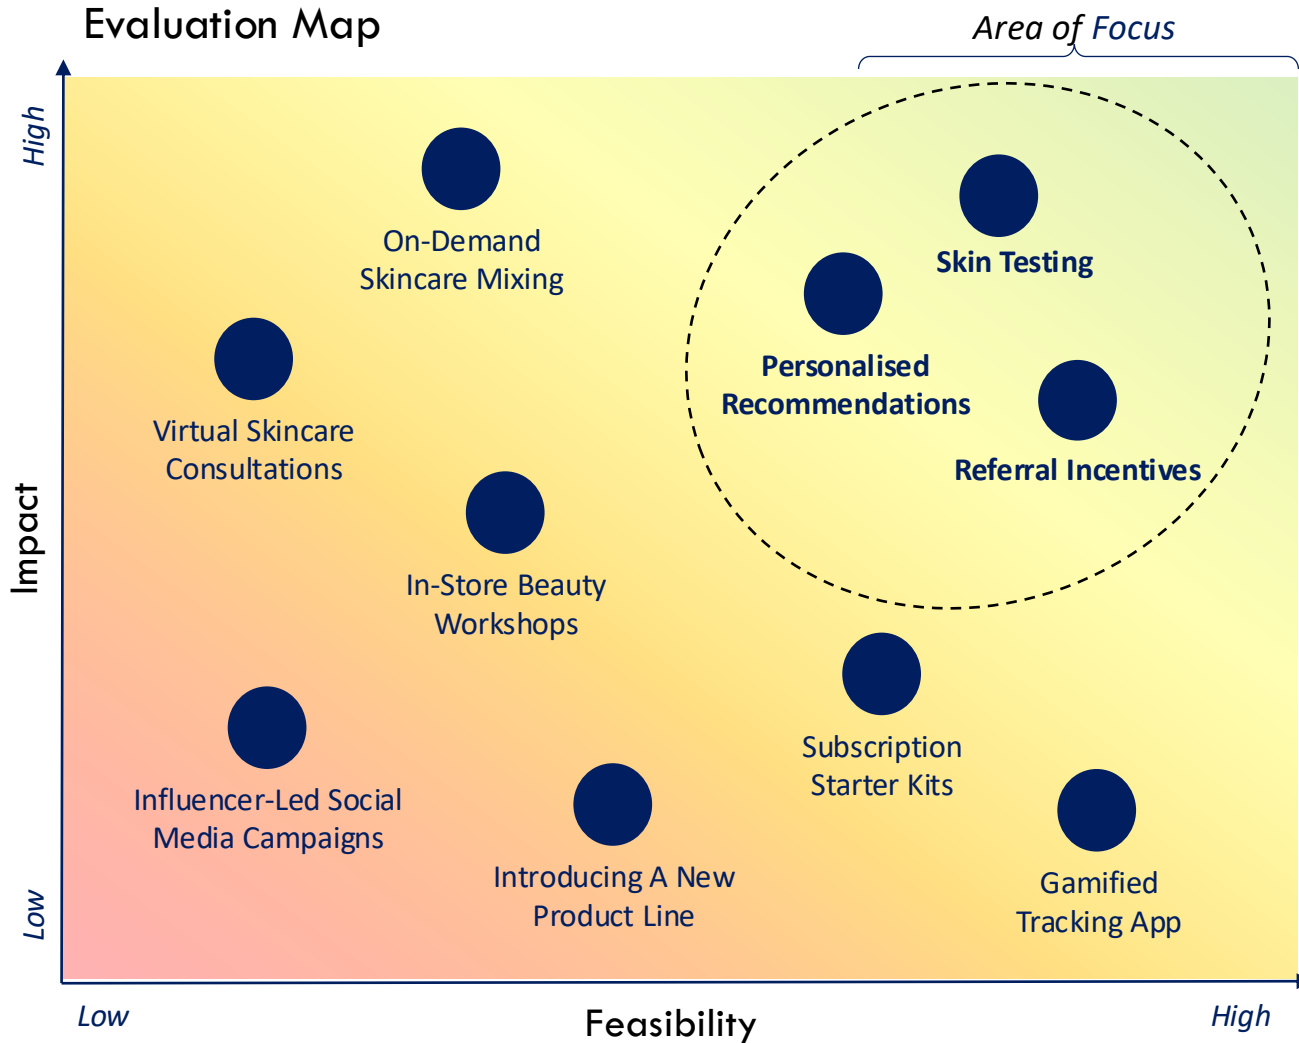 Evaluation Map
Area of Focus
High
On-Demand
Skincare Mixing
Skin Testing
Personalised
Recommendations
Virtual Skincare
Consultations
Referral Incentives
Impact
In-Store Beauty
Workshops
Subscription
Starter Kits
Influencer-Led Social
Media Campaigns
Introducing A New
Product Line
Gamified
Tracking App
Low
Low
Feasibility
High